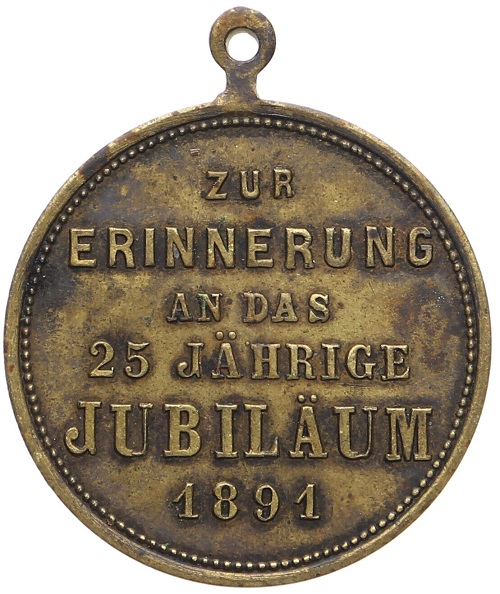 ZUR
ERINNERUNG
AN DAS
25 JÄHRIGE
JUBILÄUM
1891